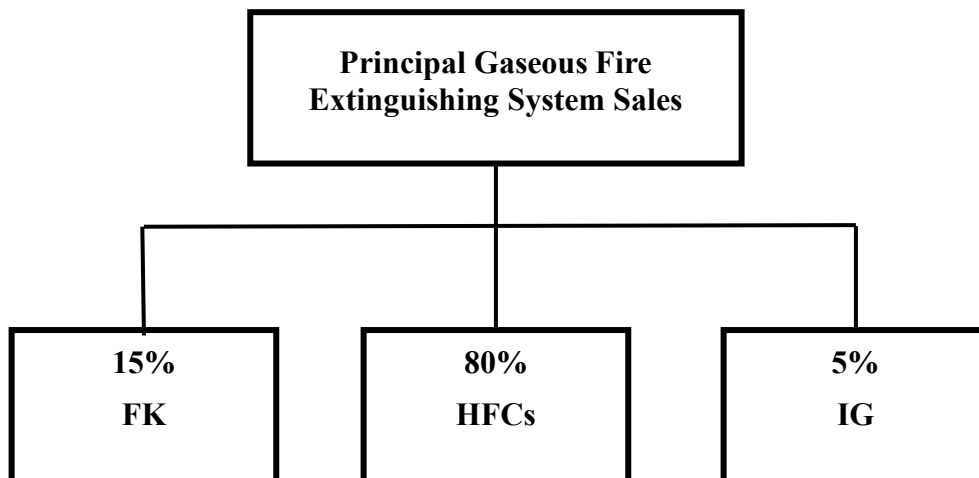 Principal Gaseous Fire
Extinguishing System Sales
15%
FK
80%
HFCs
5%
IG